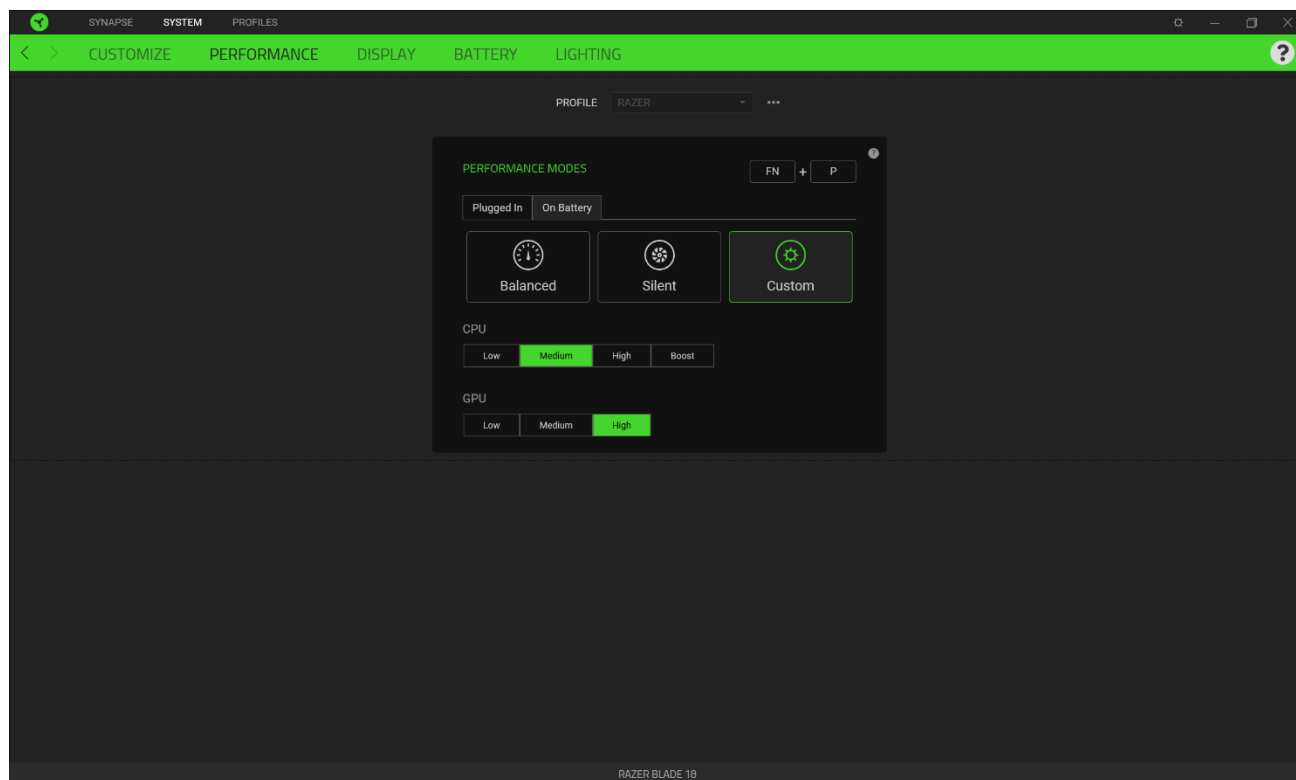 SYNAPSE SYSTEM PROFILES
CUSTOMIZE PERFORMANCE DISPLAY BATTERY LIGHTING ?
PROFILE RAZER
?
PERFORMANCE MODES FN + P
Plugged In On Battery
Balanced Silent Custom
CPU
Low Medium High Boost
GPU
Low Medium High
RAZER BLADE 18